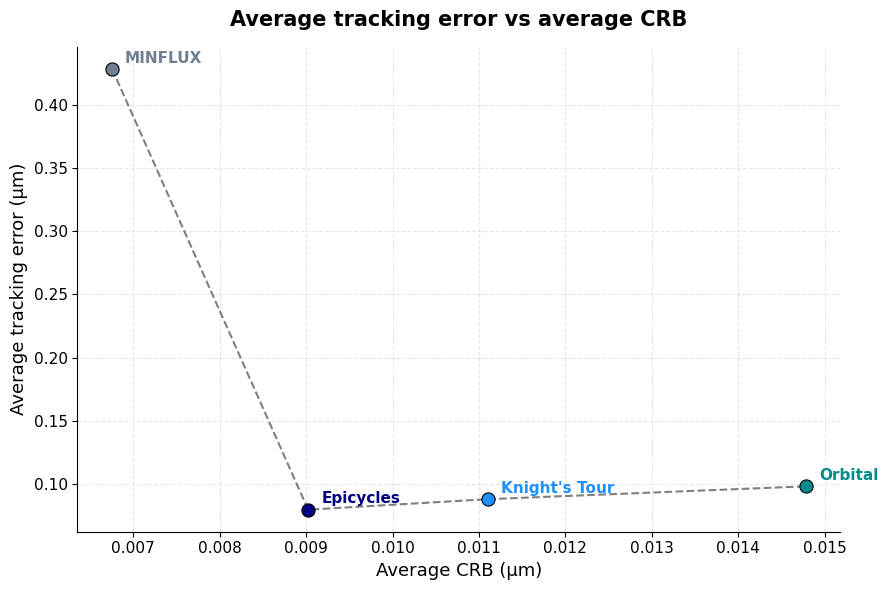 Average tracking error vs average CRB
MINFLUX
0.40
0.35
0.30
0.25
0.20
0.15
0.10
Average tracking error (μm)
Epicycles
Knight's Tour
Orbital
0.007 0.008 0.009 0.010 0.011 0.012 0.013 0.014 0.015
Average CRB (μm)